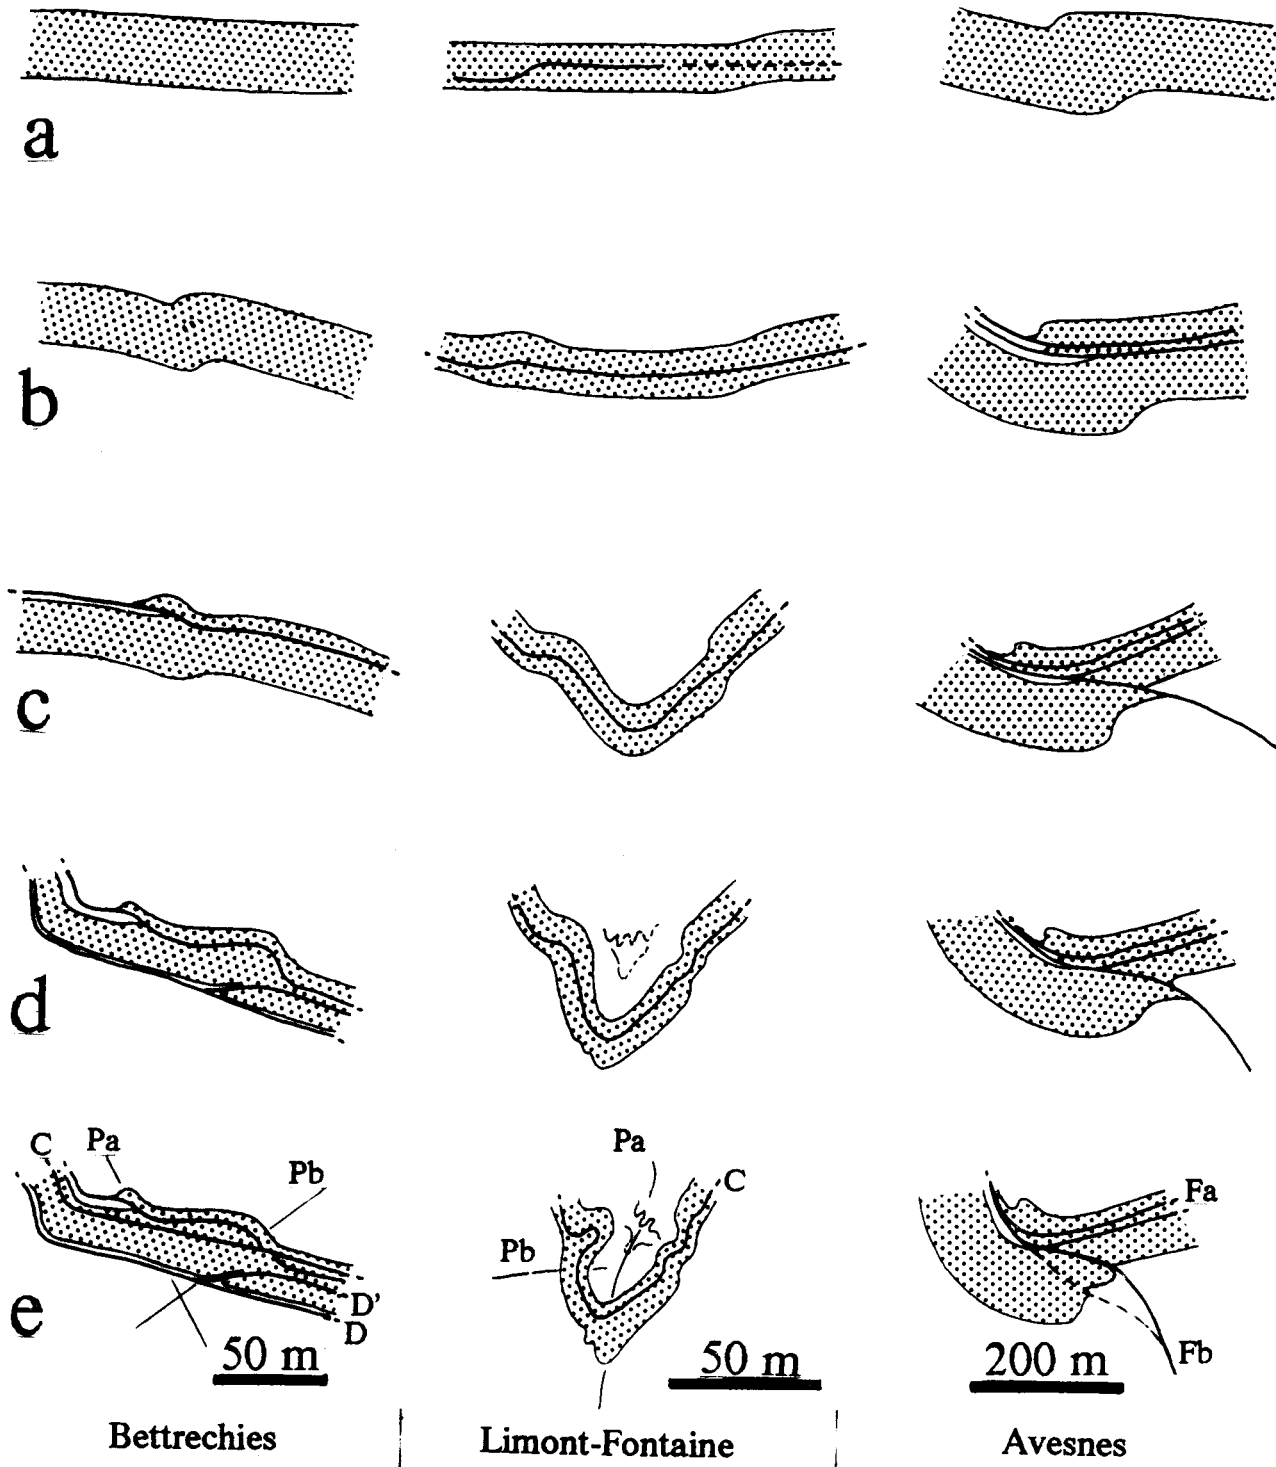 a
b
c
d
e
C Pa Pb D' D
50 m
Pa C Pb
50 m
Fa Fb
200 m
Bettrechies Limont-Fontaine Avesnes